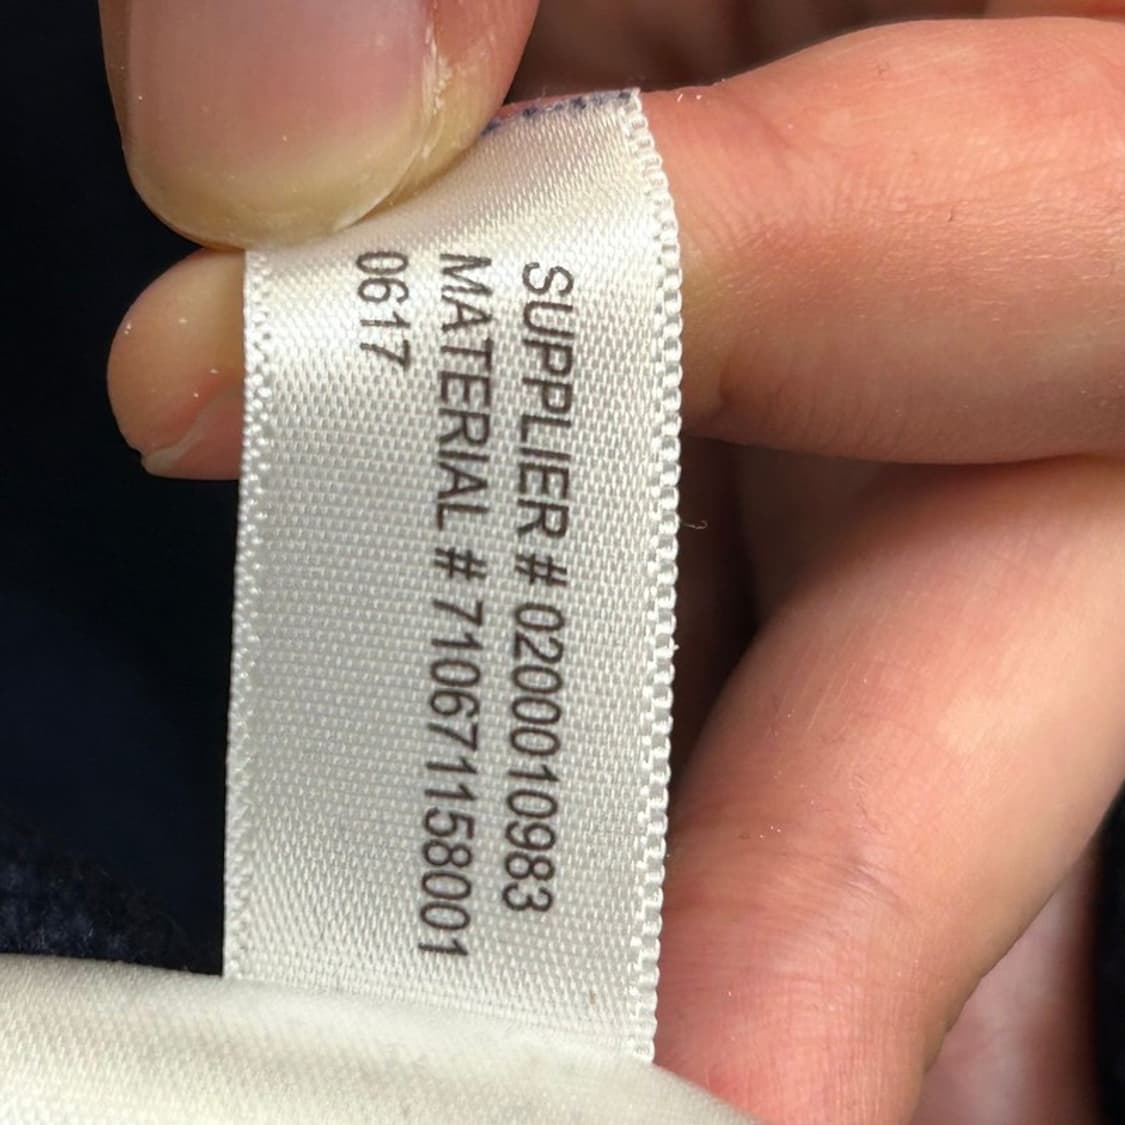 SUPPLIER # 0200010983
MATERIAL # 710671158001
0617